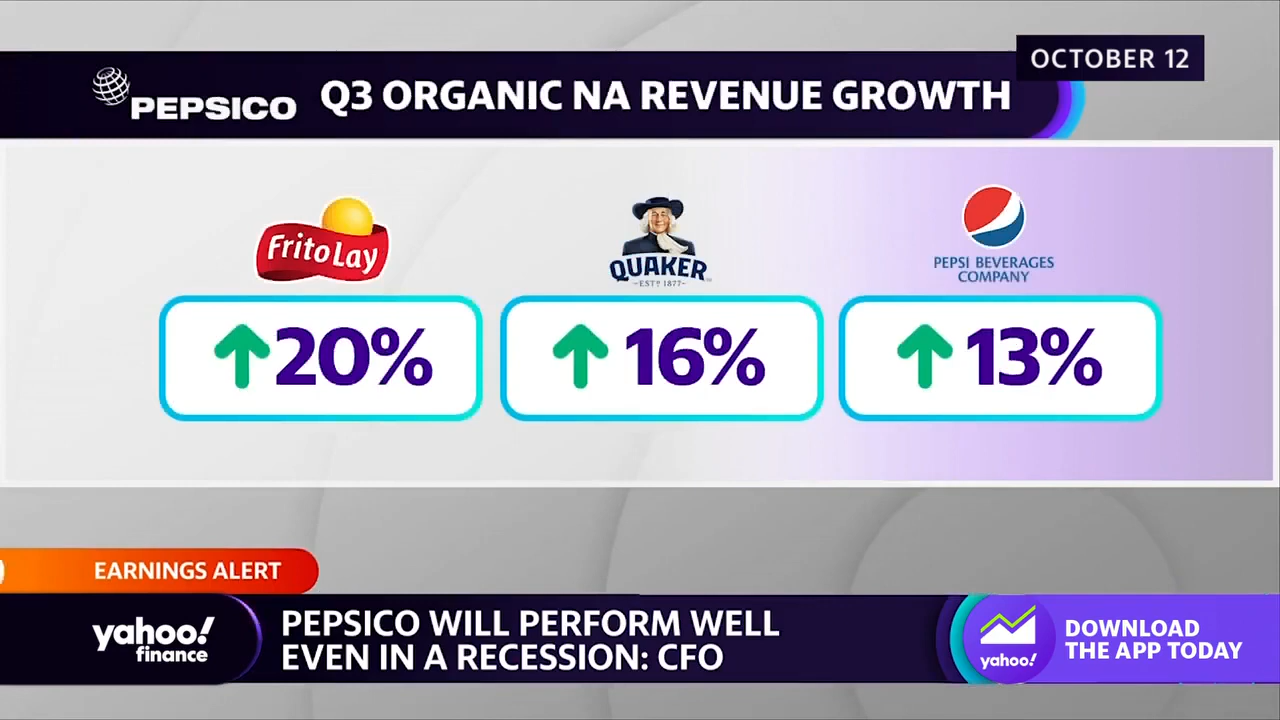 OCTOBER 12
PEPSICO Q3 ORGANIC NA REVENUE GROWTH
FritoLay
QUAKER
EST? 1877
PEPSI BEVERAGES
COMPANY
20%
16%
13%
EARNINGS ALERT
yahoo!
finance
PEPSICO WILL PERFORM WELL
EVEN IN A RECESSION: CFO
yahoo!
DOWNLOAD
THE APP TODAY